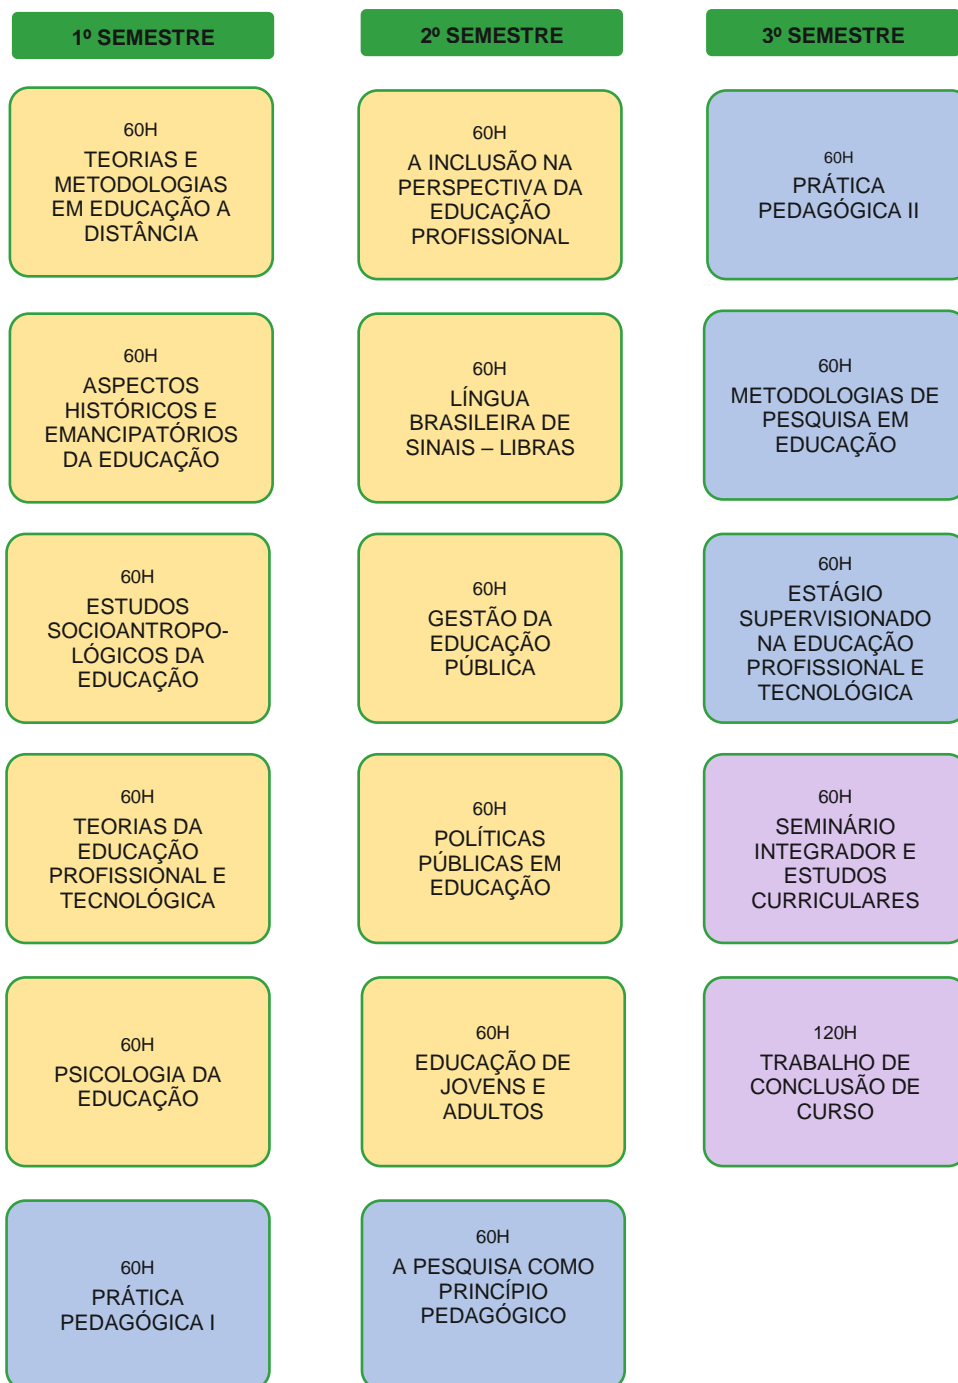 1º SEMESTRE
60H
TEORIAS E
METODOLOGIAS
EM EDUCAÇÃO A
DISTÂNCIA
60H
ASPECTOS
HISTÓRICOS E
EMANCIPATÓRIOS
DA EDUCAÇÃO
60H
ESTUDOS
SOCIOANTROPO-
LÓGICOS DA
EDUCAÇÃO
60H
TEORIAS DA
EDUCAÇÃO
PROFISSIONAL E
TECNOLÓGICA
60H
PSICOLOGIA DA
EDUCAÇÃO
60H
PRÁTICA
PEDAGÓGICA I
2º SEMESTRE
60H
A INCLUSÃO NA
PERSPECTIVA DA
EDUCAÇÃO
PROFISSIONAL
60H
LÍNGUA
BRASILEIRA DE
SINAIS – LIBRAS
60H
GESTÃO DA
EDUCAÇÃO
PÚBLICA
60H
POLÍTICAS
PÚBLICAS EM
EDUCAÇÃO
60H
EDUCAÇÃO DE
JOVENS E
ADULTOS
60H
A PESQUISA COMO
PRINCÍPIO
PEDAGÓGICO
3º SEMESTRE
60H
PRÁTICA
PEDAGÓGICA II
60H
METODOLOGIAS DE
PESQUISA EM
EDUCAÇÃO
60H
ESTÁGIO
SUPERVISIONADO
NA EDUCAÇÃO
PROFISSIONAL E
TECNOLÓGICA
60H
SEMINÁRIO
INTEGRADOR E
ESTUDOS
CURRICULARES
120H
TRABALHO DE
CONCLUSÃO DE
CURSO